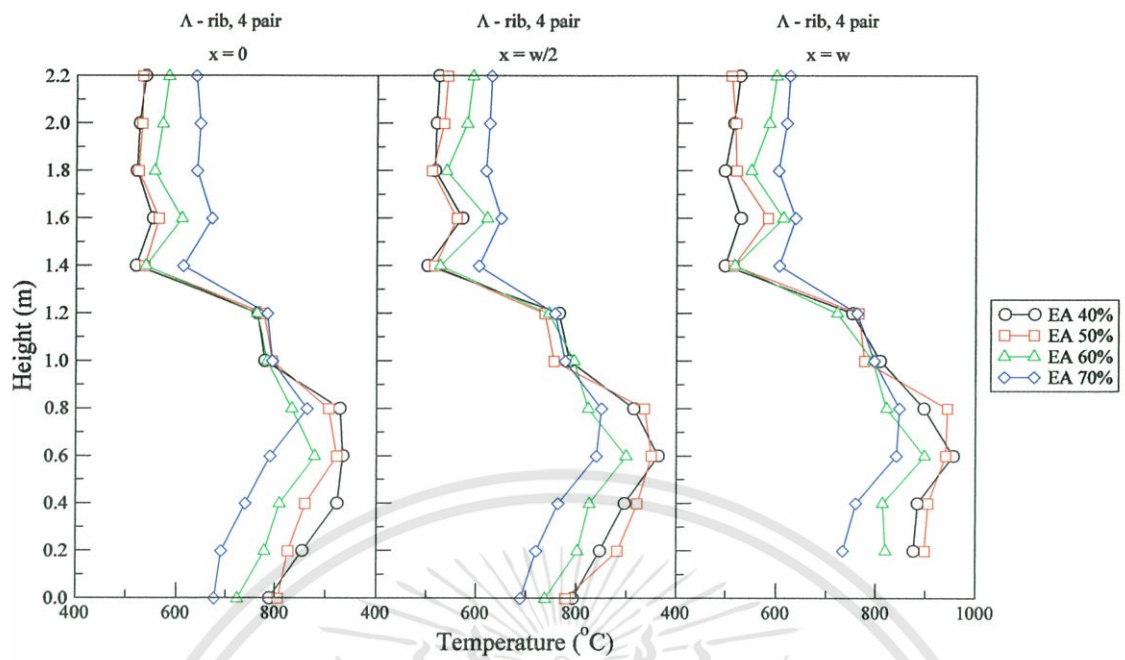 Λ - rib, 4 pair
x = 0
Λ - rib, 4 pair
x = w/2
Λ - rib, 4 pair
x = w
2.2
2.0
1.8
1.6
1.4
1.2
1.0
0.8
0.6
0.4
0.2
0.0
Height (m)
400 600 800 400 600 800 400 600 800 1000
Temperature (°C)
EA 40%
EA 50%
EA 60%
EA 70%